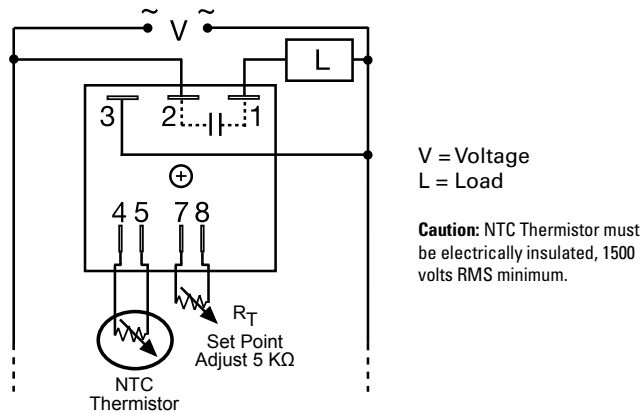 ~ V ~
L
3 2 1
4 5 7 8
R_T
Set Point
Adjust 5 KΩ
NTC
Thermistor
V = Voltage
L = Load
Caution: NTC Thermistor must
be electrically insulated, 1500
volts RMS minimum.